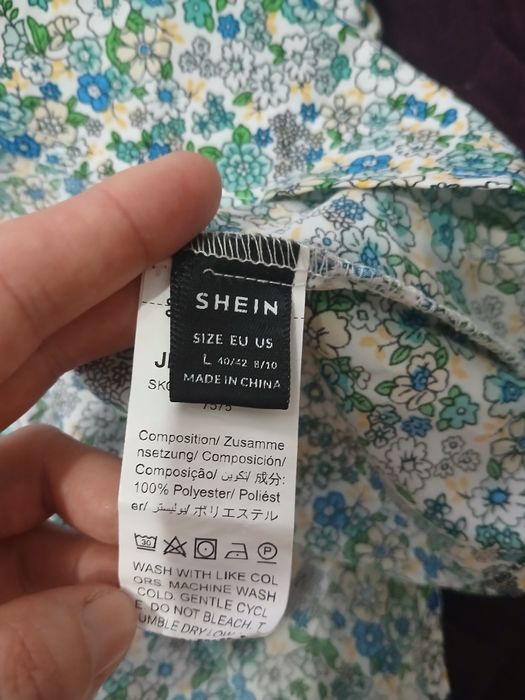 SHEIN
SIZE EU US
L 40/42 8/10
MADE IN CHINA
Composition/ Zusamme
nsetzung/ Composición/
Composição/ تكوين/ 成分:
100% Polyester/ Poliést
er/ بوليستر/ ポリエステル
30 P
WASH WITH LIKE COL
ORS. MACHINE WASH
COLD. GENTLE CYCL
E. DO NOT BLEACH. T
UMBLE DRY LOW.